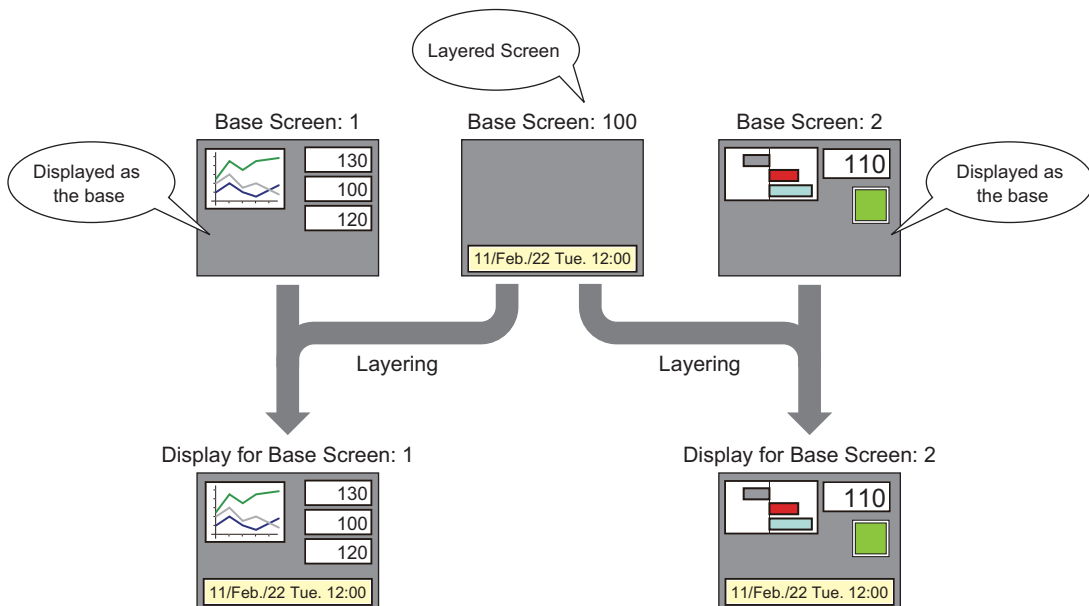 Layered Screen
Base Screen: 1
Base Screen: 100
Base Screen: 2
Displayed as
the base
130
100
120
11/Feb./22 Tue. 12:00
110
Displayed as
the base
Layering
Layering
Display for Base Screen: 1
Display for Base Screen: 2
130
100
120
11/Feb./22 Tue. 12:00
110
11/Feb./22 Tue. 12:00